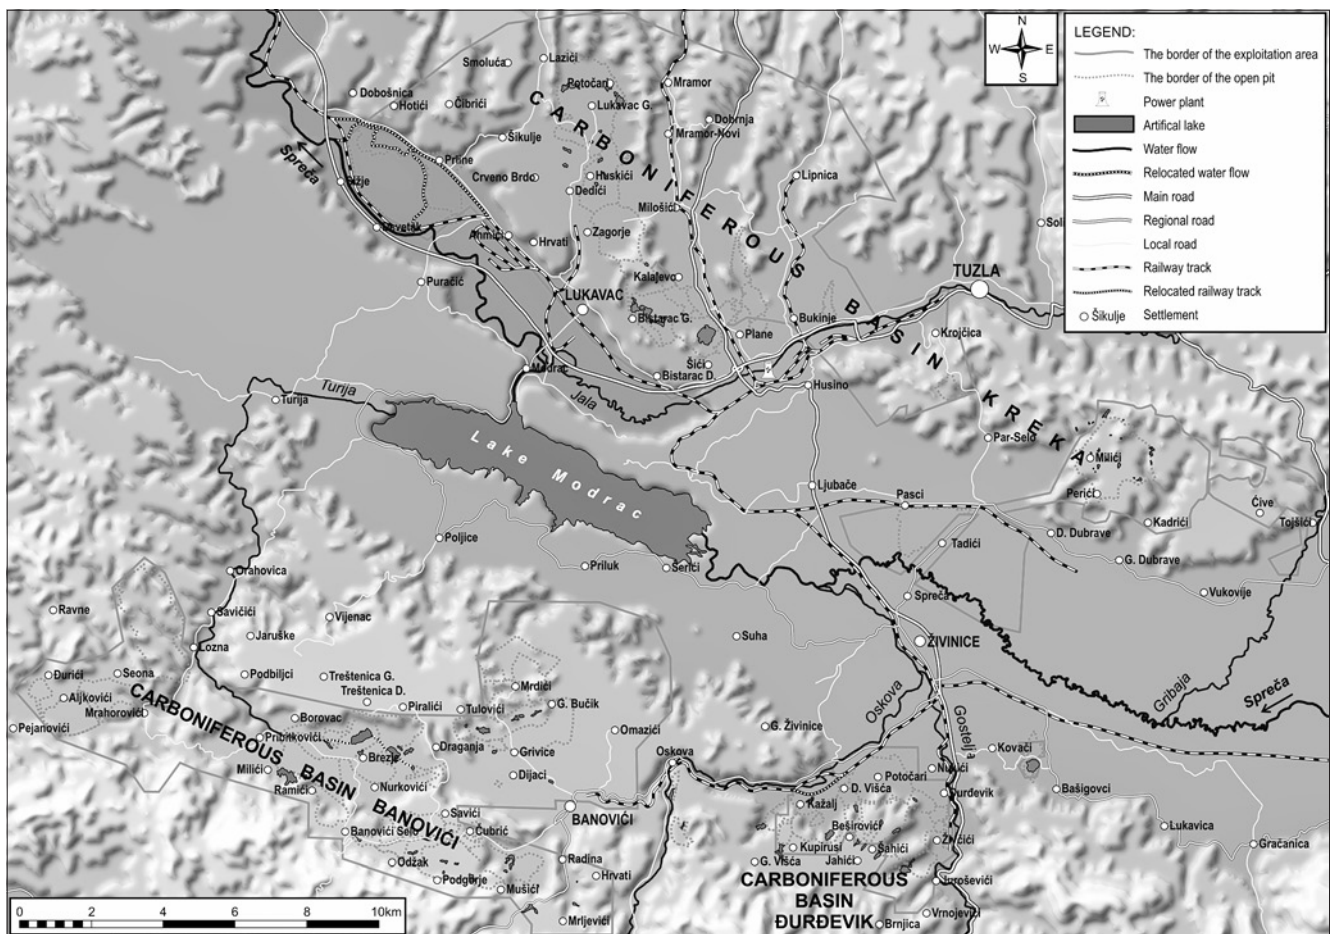 N
W E
S
LEGEND:
The border of the exploitation area
The border of the open pit
Power plant
Artifical lake
Water flow
Relocated water flow
Main road
Regional road
Local road
Railway track
Relocated railway track
Šikulje Settlement
Smoluća
Lazići
Potočari
Mramor
Dobošnica
Hotići
Čibrići
Lukavac G.
Dobrnja
Mramor-Novi
Šikulje
Prline
Spreča
Crveno Brdo
Huskići
Dedići
Lipnica
Milošići
CARBONIFEROUS BASIN KREKA
Ahmići
Hrvati
Zagorje
Puračić
Kalajevo
TUZLA
LUKAVAC
Bistarac G.
Bukinje
Plane
Krojčica
Šići
Bistarac D.
Modrac
Husino
Jala
Turija
Turija
Lake Modrac
Par-Selo
Milići
Perići
Ljubače
Pasci
Kadrići
Čive
Tojšići
D. Dubrave
Tadići
G. Dubrave
Poljice
Priluk
Šerići
Orahovica
Vukovije
Spreča
Ravne
Savičići
Vijenac
Jaruške
Suha
ŽIVINICE
Lozna
Đurići
Seona
Podbiljci
Treštenica G.
Treštenica D.
Mrdići
Aljkovići
Mrahorovići
Piralići
Tulovići
G. Bučik
Oskova
Gribaja
Spreča
Pejanovići
Borovac
Omazići
G. Živinice
Gostelja
CARBONIFEROUS BASIN BANOVIĆI
Pribitkovići
Draganja
Grivice
Oskova
Kovači
Brezje
Milići
Dijaci
Potočari
Ramići
Nurkovići
D. Višća
Đurđevik
Bašigovci
Savići
BANOVIĆI
Kažalj
Banovići Selo
Čubrić
Beširovići
Lukavica
Kupirusi
Šahići
Živčići
Gračanica
Odžak
Radina
G. Višća
Jahići
Podgorje
Hrvati
CARBONIFEROUS
BASIN
ĐURĐEVIK
Mušići
Mrljevići
Vrnojevići
Brnjica
0 2 4 6 8 10km